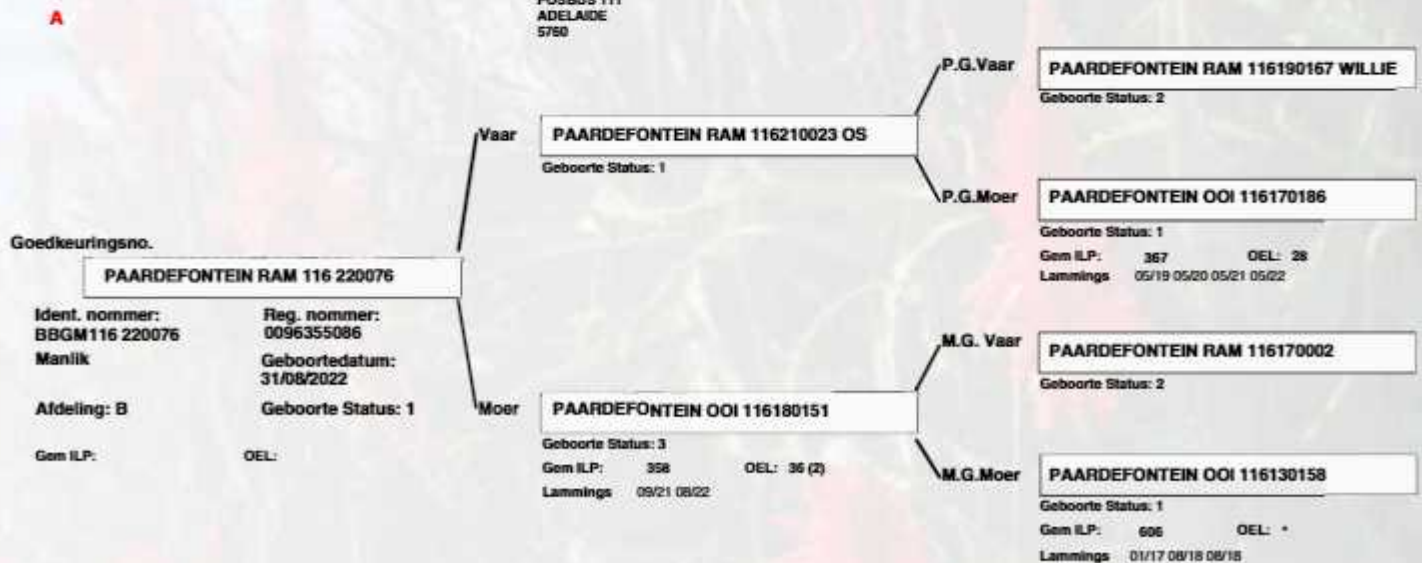 A
POSBUS 111
ADELAIDE
5760
P.G.Vaar
PAARDEFONTEIN RAM 116190167 WILLIE
Geboorte Status: 2
Vaar
PAARDEFONTEIN RAM 116210023 OS
Geboorte Status: 1
P.G.Moer
PAARDEFONTEIN OOI 116170186
Geboorte Status: 1
Gem ILP: 367 OEL: 28
Lammings 05/19 05/20 05/21 05/22
Goedkeuringsno.
PAARDEFONTEIN RAM 116 220076
Ident. nommer: Reg. nommer:
BBGM116 220076 0096355086
Manlik Geboortedatum:
31/08/2022
Afdeling: B Geboorte Status: 1
Gem ILP: OEL:
M.G. Vaar
PAARDEFONTEIN RAM 116170002
Geboorte Status: 2
Moer
PAARDEFONTEIN OOI 116180151
Geboorte Status: 3
Gem ILP: 358 OEL: 36 (2)
Lammings 09/21 08/22
M.G.Moer
PAARDEFONTEIN OOI 116130158
Geboorte Status: 1
Gem ILP: 606 OEL: *
Lammings 01/17 08/18 08/18